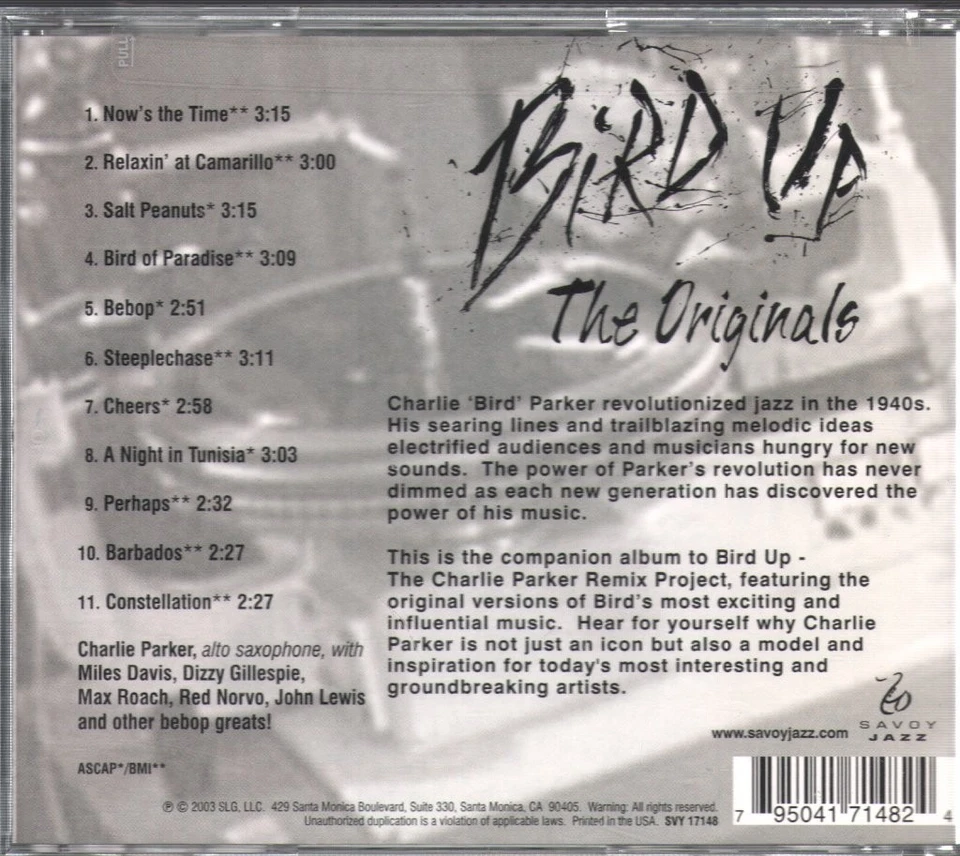 PULL
1. Now's the Time** 3:15
2. Relaxin' at Camarillo** 3:00
3. Salt Peanuts* 3:15
4. Bird of Paradise** 3:09
5. Bebop* 2:51
6. Steeplechase** 3:11
7. Cheers* 2:58
8. A Night in Tunisia* 3:03
9. Perhaps** 2:32
10. Barbados** 2:27
11. Constellation** 2:27
Charlie Parker, alto saxophone, with
Miles Davis, Dizzy Gillespie,
Max Roach, Red Norvo, John Lewis
and other bebop greats!
ASCAP*/BMI**
BiRD UP
The Originals
Charlie ‘Bird’ Parker revolutionized jazz in the 1940s.
His searing lines and trailblazing melodic ideas
electrified audiences and musicians hungry for new
sounds. The power of Parker's revolution has never
dimmed as each new generation has discovered the
power of his music.
This is the companion album to Bird Up -
The Charlie Parker Remix Project, featuring the
original versions of Bird's most exciting and
influential music. Hear for yourself why Charlie
Parker is not just an icon but also a model and
inspiration for today's most interesting and
groundbreaking artists.
www.savoyjazz.com
SAVOY
JAZZ
℗ © 2003 SLG, LLC. 429 Santa Monica Boulevard, Suite 330, Santa Monica, CA 90405. Warning: All rights reserved.
Unauthorized duplication is a violation of applicable laws. Printed in the USA. SVY 17148
7 95041 71482 4